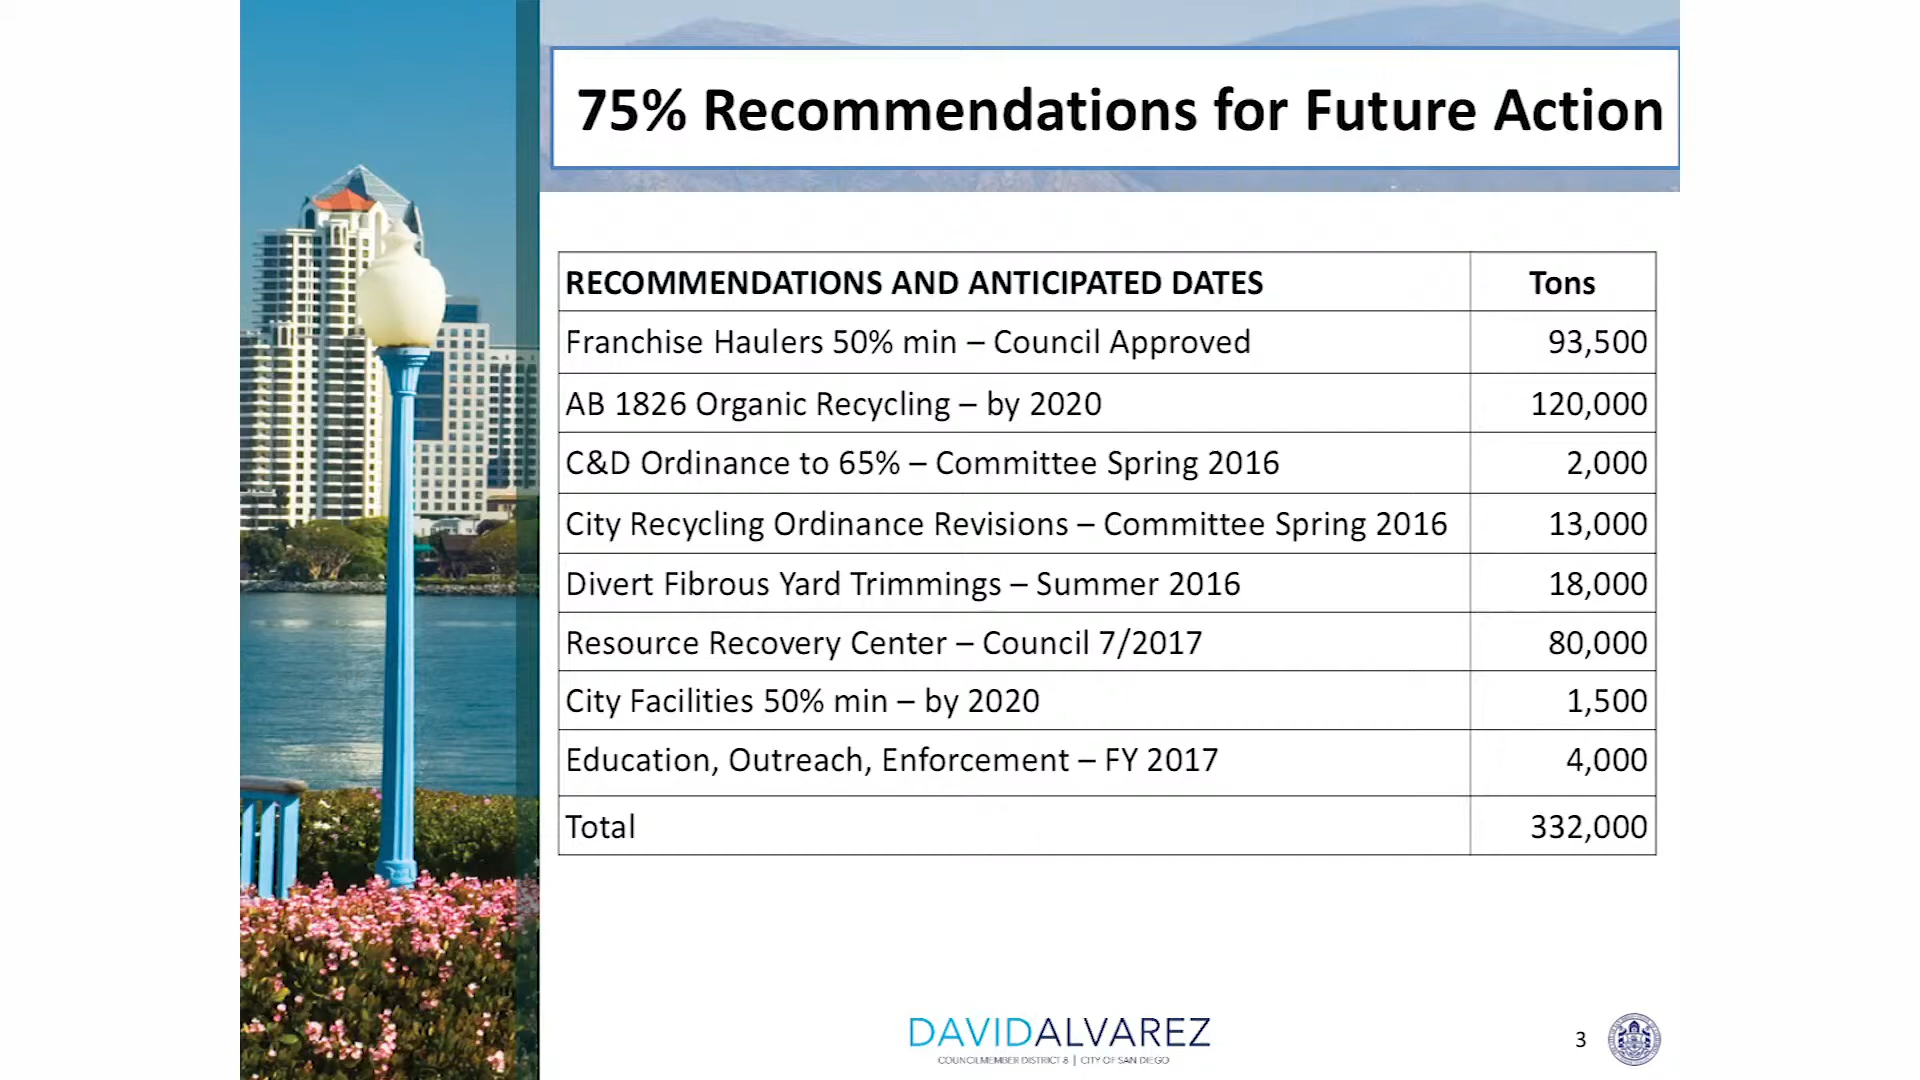 75% Recommendations for Future Action
RECOMMENDATIONS AND ANTICIPATED DATES Tons
Franchise Haulers 50% min – Council Approved 93,500
AB 1826 Organic Recycling – by 2020 120,000
C&D Ordinance to 65% – Committee Spring 2016 2,000
City Recycling Ordinance Revisions – Committee Spring 2016 13,000
Divert Fibrous Yard Trimmings – Summer 2016 18,000
Resource Recovery Center – Council 7/2017 80,000
City Facilities 50% min – by 2020 1,500
Education, Outreach, Enforcement – FY 2017 4,000
Total 332,000
DAVIDALVAREZ
COUNCILMEMBER DISTRICT 8 | CITY OF SAN DIEGO
3